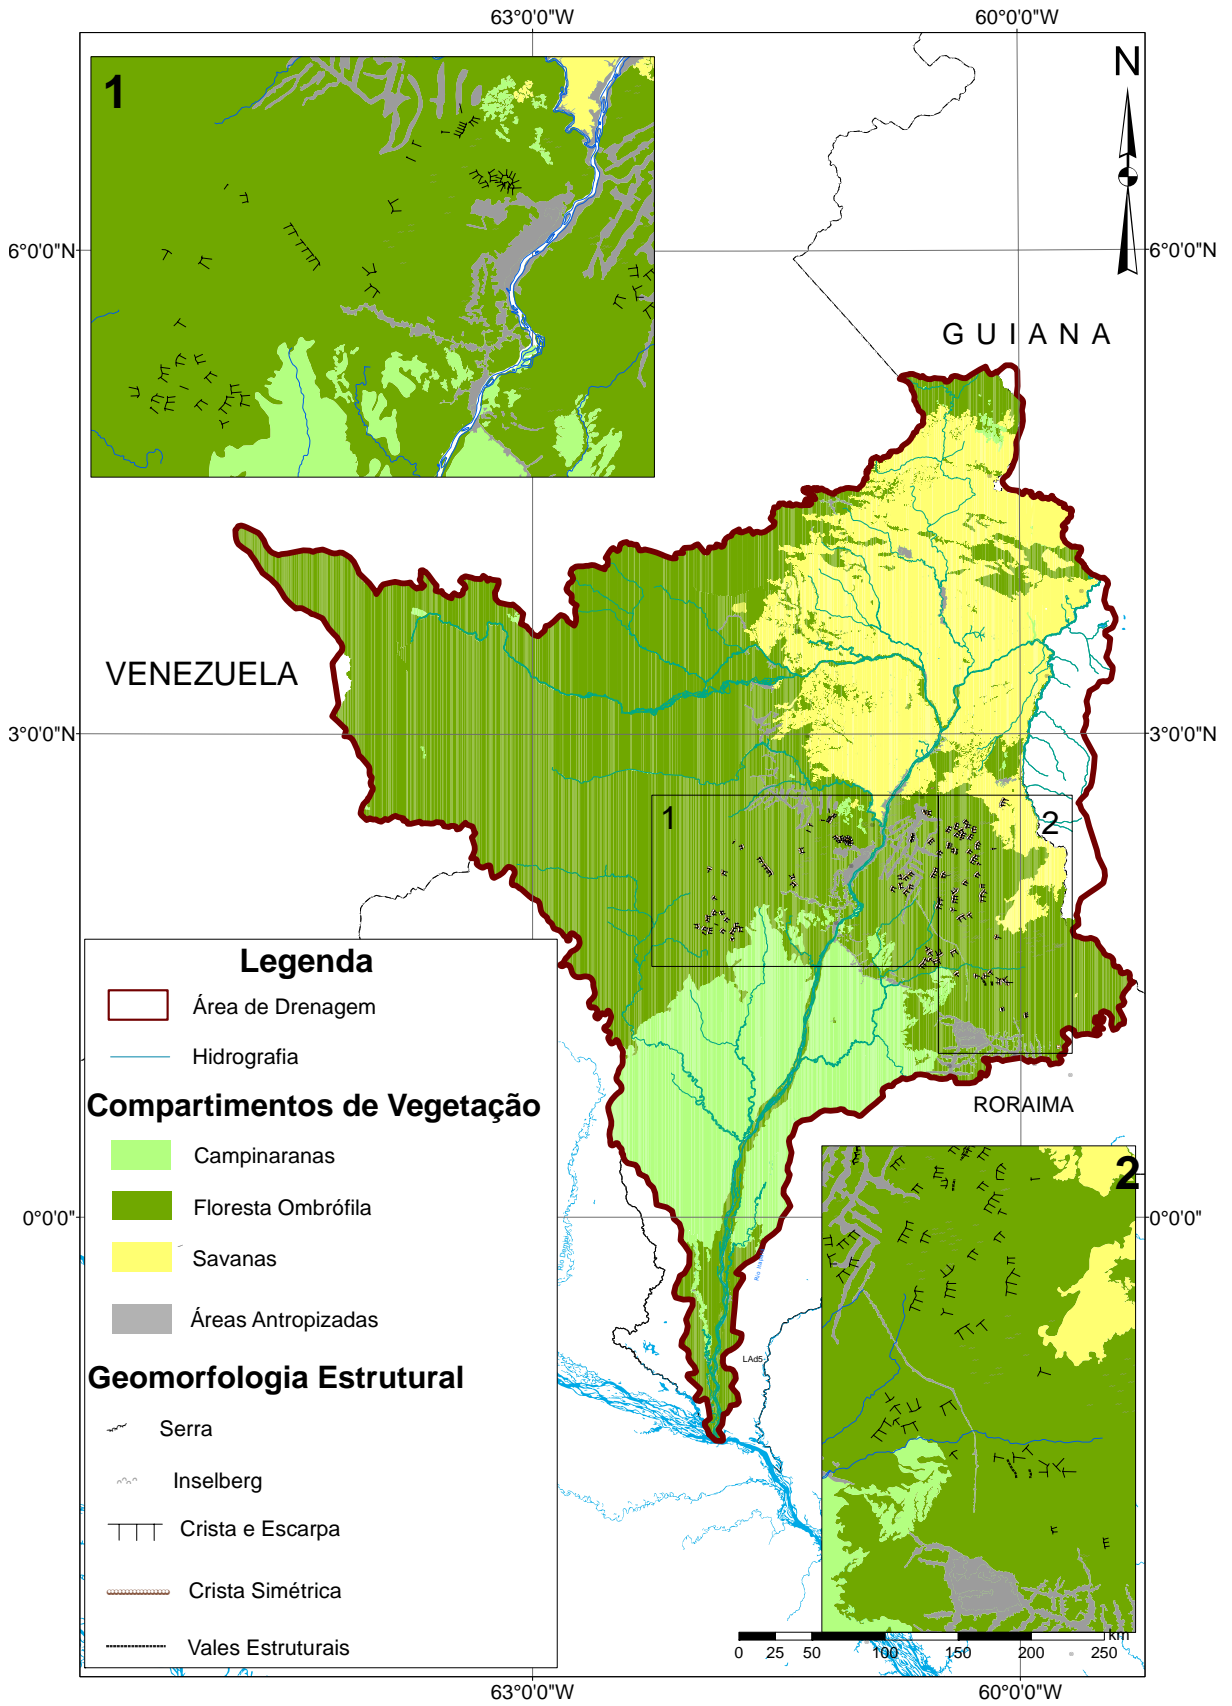 63°0'0"W
60°0'0"W
1
N
6°0'0"N
6°0'0"N
GUIANA
VENEZUELA
3°0'0"N
3°0'0"N
1
2
Legenda
Área de Drenagem
Hidrografia
Compartimentos de Vegetação
Campinaranas
Floresta Ombrófila
Savanas
Áreas Antropizadas
Geomorfologia Estrutural
Serra
Inselberg
Crista e Escarpa
Crista Simétrica
Vales Estruturais
RORAIMA
2
0°0'0"
0°0'0"
LAd5
km
0 25 50 100 150 200 250
63°0'0"W
60°0'0"W